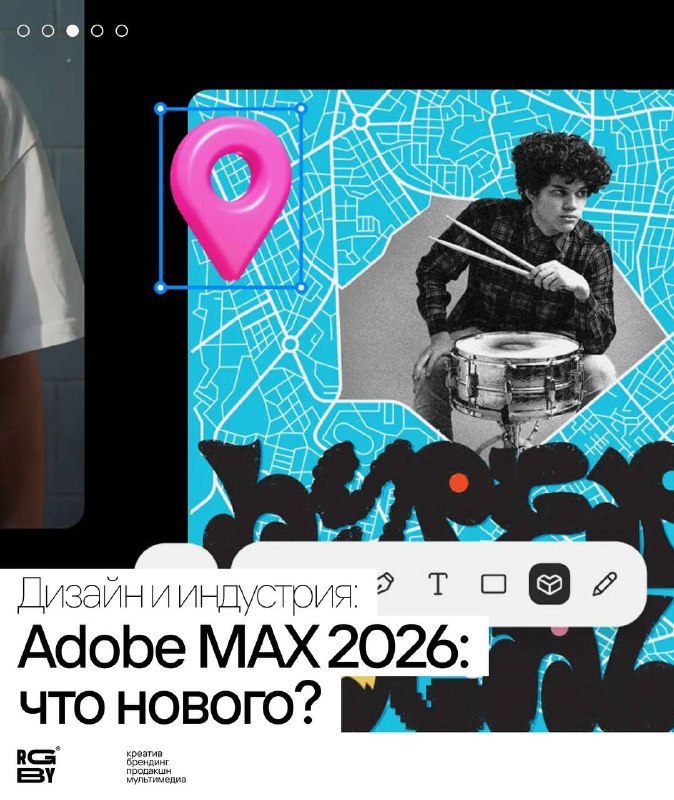 T
Дизайн и индустрия:
Adobe MAX 2026:
что нового?
RG®
BY
креатив
брендинг
продакшн
мультимедиа